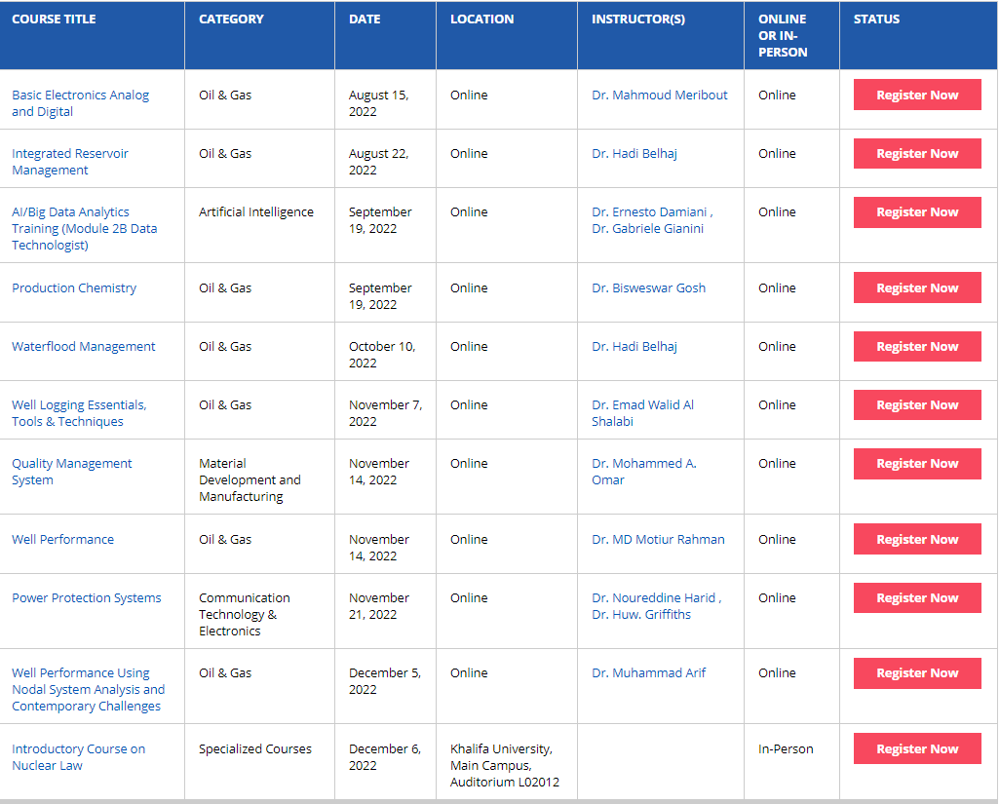 COURSE TITLE CATEGORY DATE LOCATION INSTRUCTOR(S) ONLINE OR IN-PERSON STATUS
Basic Electronics Analog and Digital Oil & Gas August 15, 2022 Online Dr. Mahmoud Meribout Online Register Now
Integrated Reservoir Management Oil & Gas August 22, 2022 Online Dr. Hadi Belhaj Online Register Now
AI/Big Data Analytics Training (Module 2B Data Technologist) Artificial Intelligence September 19, 2022 Online Dr. Ernesto Damiani , Dr. Gabriele Gianini Online Register Now
Production Chemistry Oil & Gas September 19, 2022 Online Dr. Bisweswar Gosh Online Register Now
Waterflood Management Oil & Gas October 10, 2022 Online Dr. Hadi Belhaj Online Register Now
Well Logging Essentials, Tools & Techniques Oil & Gas November 7, 2022 Online Dr. Emad Walid Al Shalabi Online Register Now
Quality Management System Material Development and Manufacturing November 14, 2022 Online Dr. Mohammed A. Omar Online Register Now
Well Performance Oil & Gas November 14, 2022 Online Dr. MD Motiur Rahman Online Register Now
Power Protection Systems Communication Technology & Electronics November 21, 2022 Online Dr. Noureddine Harid , Dr. Huw. Griffiths Online Register Now
Well Performance Using Nodal System Analysis and Contemporary Challenges Oil & Gas December 5, 2022 Online Dr. Muhammad Arif Online Register Now
Introductory Course on Nuclear Law Specialized Courses December 6, 2022 Khalifa University, Main Campus, Auditorium L02012 In-Person Register Now